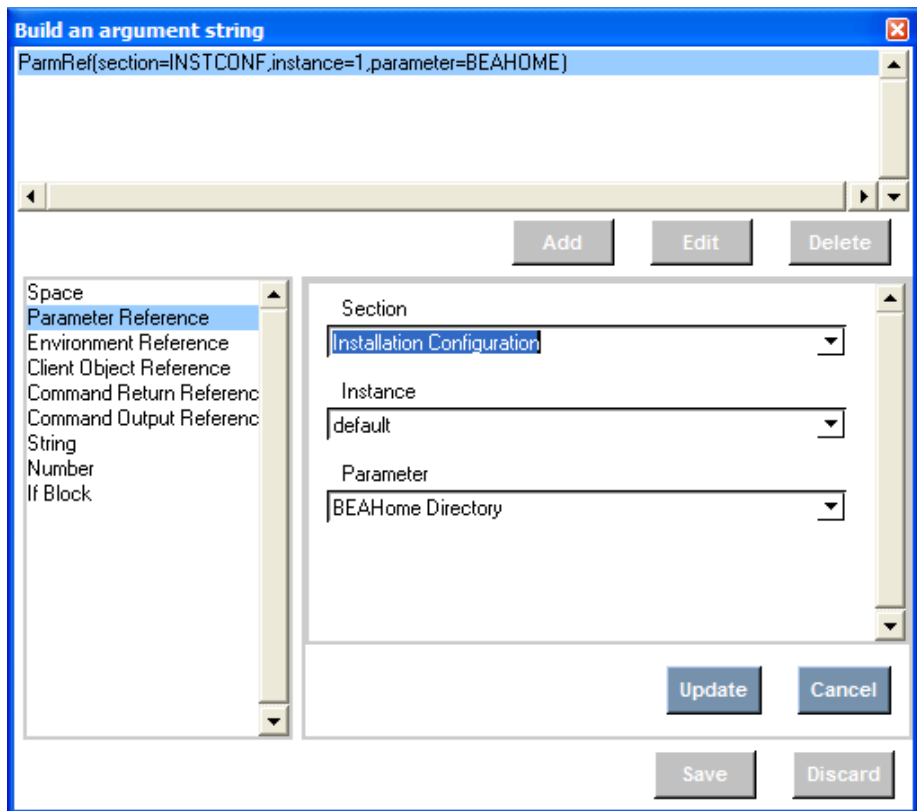 Build an argument string
ParmRef(section=INSTCONF,instance=1,parameter=BEAHOME)
Add Edit Delete
Space
Parameter Reference
Environment Reference
Client Object Reference
Command Return Referenc
Command Output Referenc
String
Number
If Block
Section
Installation Configuration
Instance
default
Parameter
BEAHome Directory
Update Cancel
Save Discard